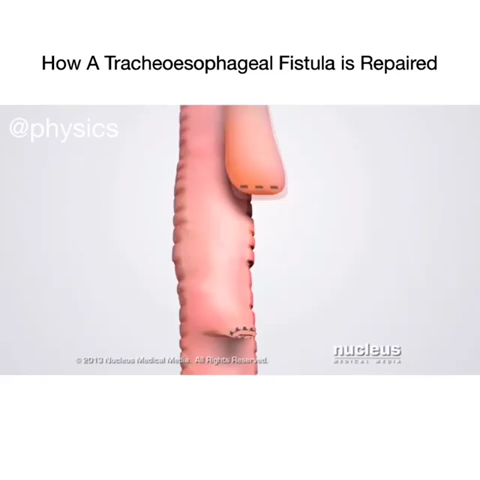 How A Tracheoesophageal Fistula is Repaired
@physics
© 2013 Nucleus Medical Media. All Rights Reserved.
nucleus
MEDICAL MEDIA